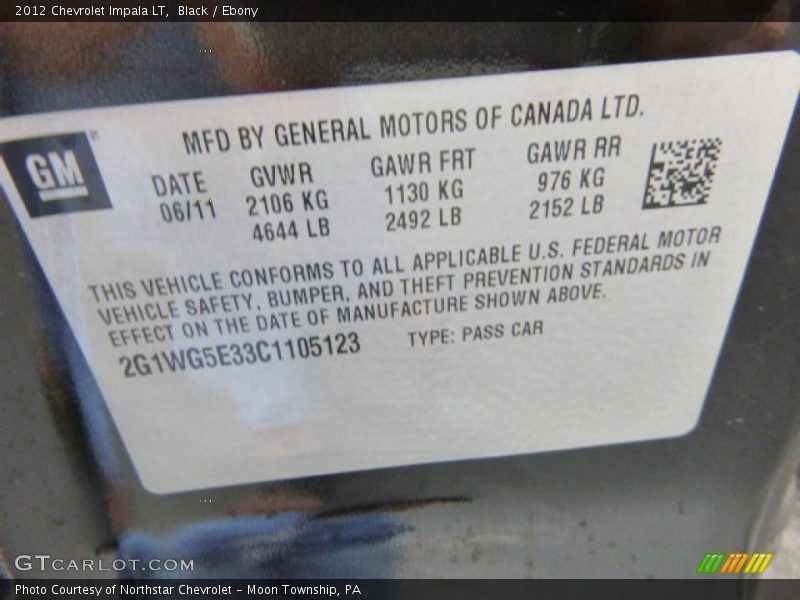 2012 Chevrolet Impala LT, Black / Ebony
MFD BY GENERAL MOTORS OF CANADA LTD.
GM
DATE GVWR GAWR FRT GAWR RR
06/11 2106 KG 1130 KG 976 KG
4644 LB 2492 LB 2152 LB
THIS VEHICLE CONFORMS TO ALL APPLICABLE U.S. FEDERAL MOTOR
VEHICLE SAFETY, BUMPER, AND THEFT PREVENTION STANDARDS IN
EFFECT ON THE DATE OF MANUFACTURE SHOWN ABOVE.
2G1WG5E33C1105123 TYPE: PASS CAR
GTCARLOT.COM
Photo Courtesy of Northstar Chevrolet - Moon Township, PA